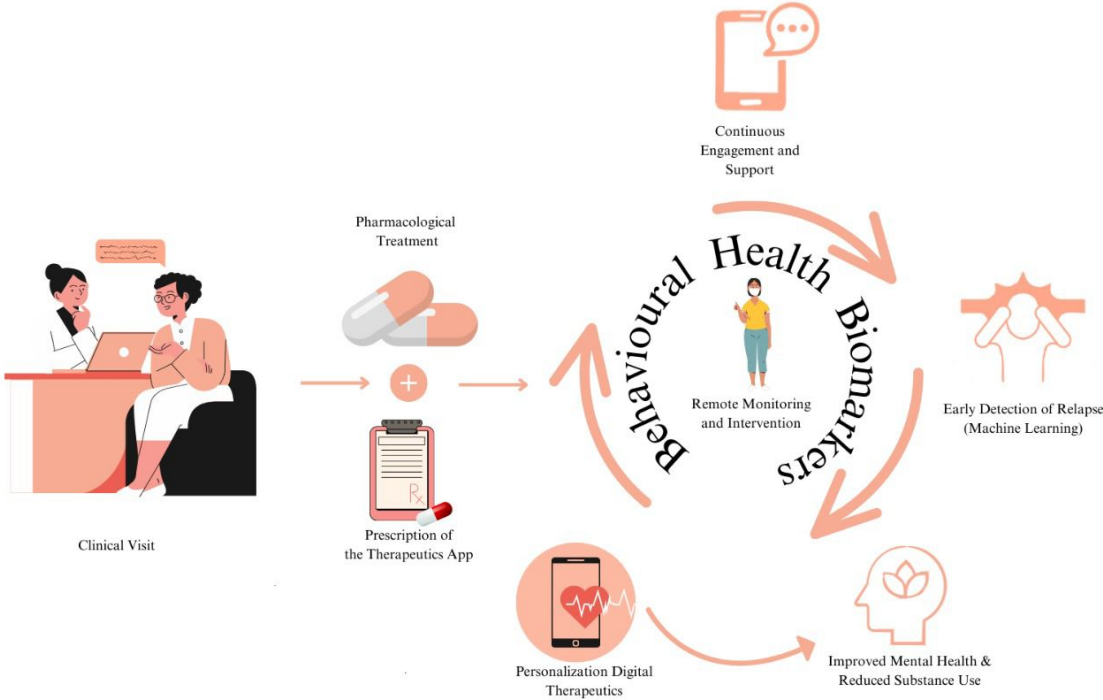 Clinical Visit
Pharmacological
Treatment
+
Rx
Prescription of
the Therapeutics App
Continuous
Engagement and
Support
Behavioural Health Biomarkers
Remote Monitoring
and Intervention
Early Detection of Relapse
(Machine Learning)
Personalization Digital
Therapeutics
Improved Mental Health &
Reduced Substance Use